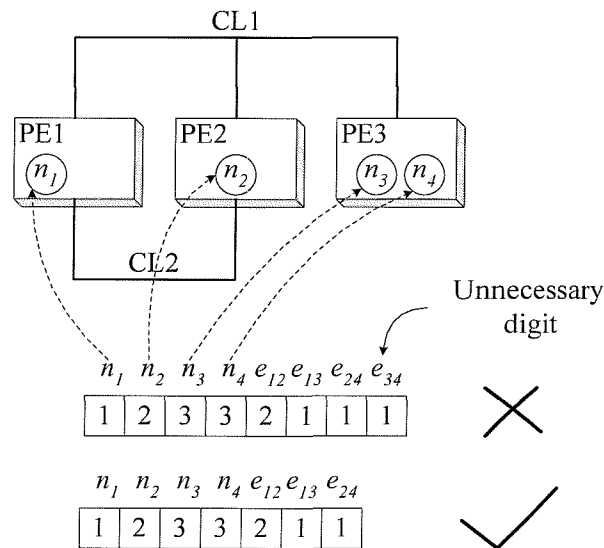 CL1
PE1 PE2 PE3
n1 n2 n3 n4
CL2
Unnecessary
digit
n1 n2 n3 n4 e12 e13 e24 e34
1 2 3 3 2 1 1 1
n1 n2 n3 n4 e12 e13 e24
1 2 3 3 2 1 1